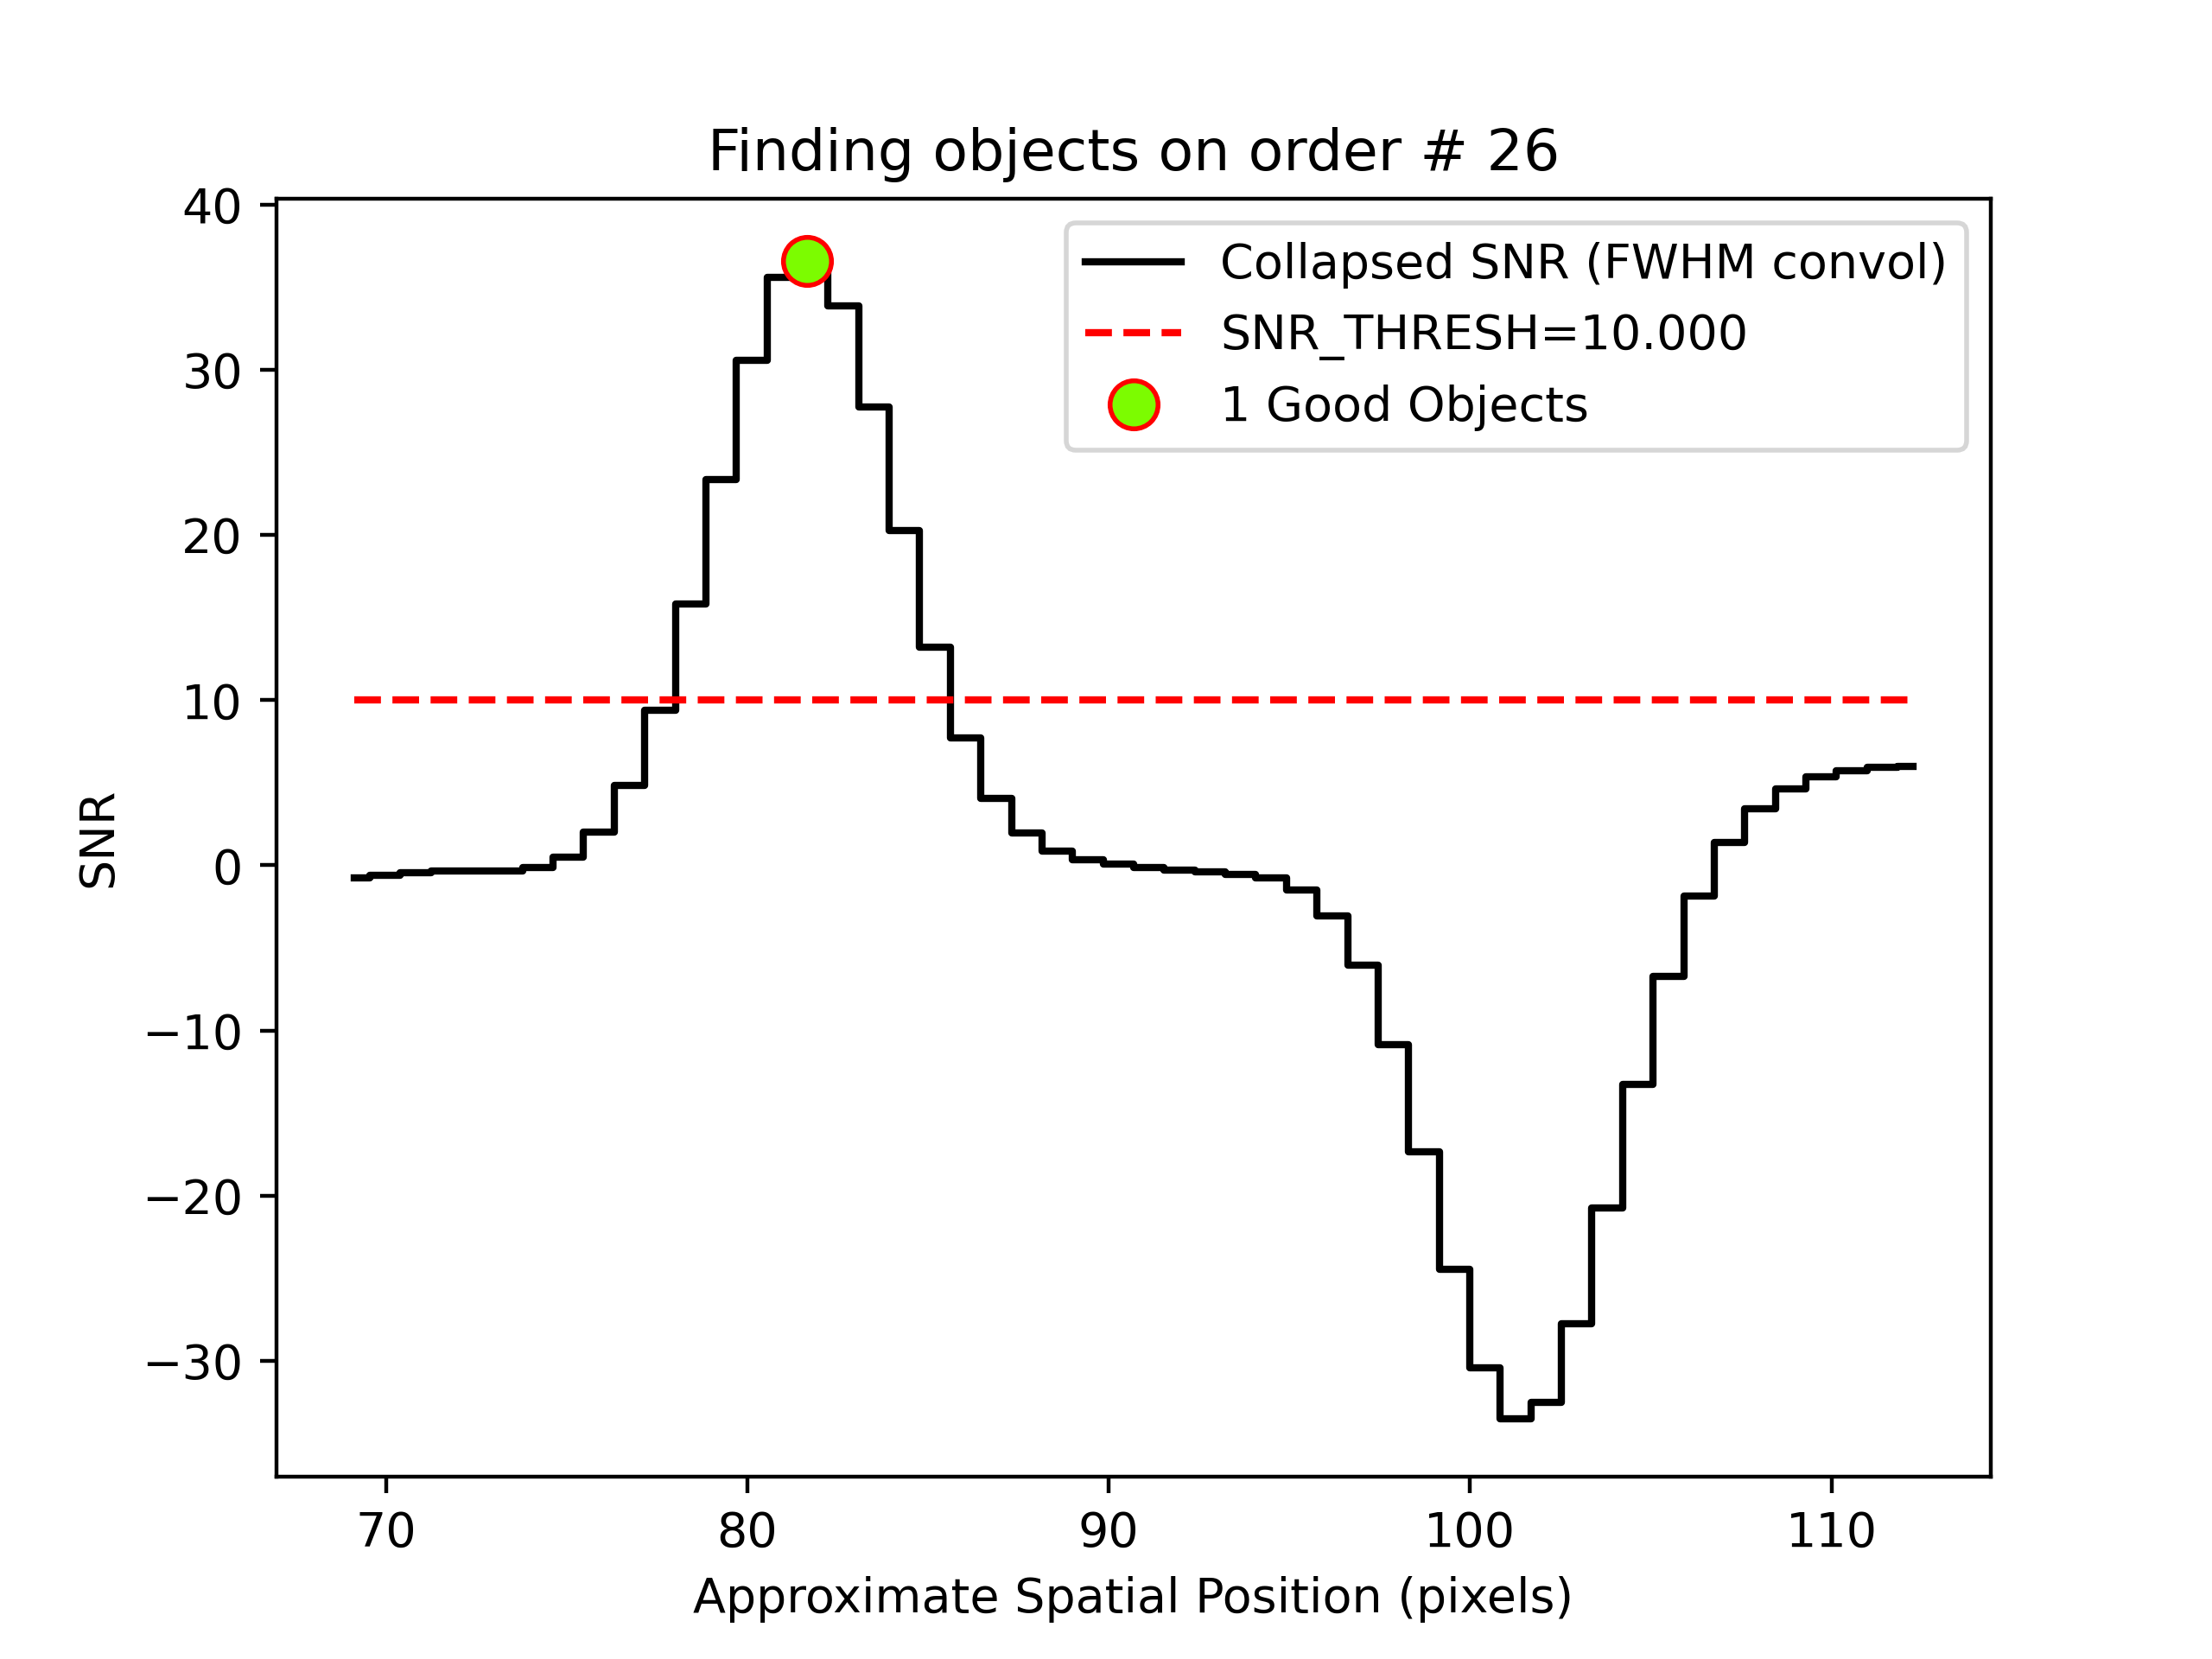 Finding objects on order # 26
40
30
20
10
0
−10
−20
−30
SNR
Collapsed SNR (FWHM convol)
SNR_THRESH=10.000
1 Good Objects
70 80 90 100 110
Approximate Spatial Position (pixels)